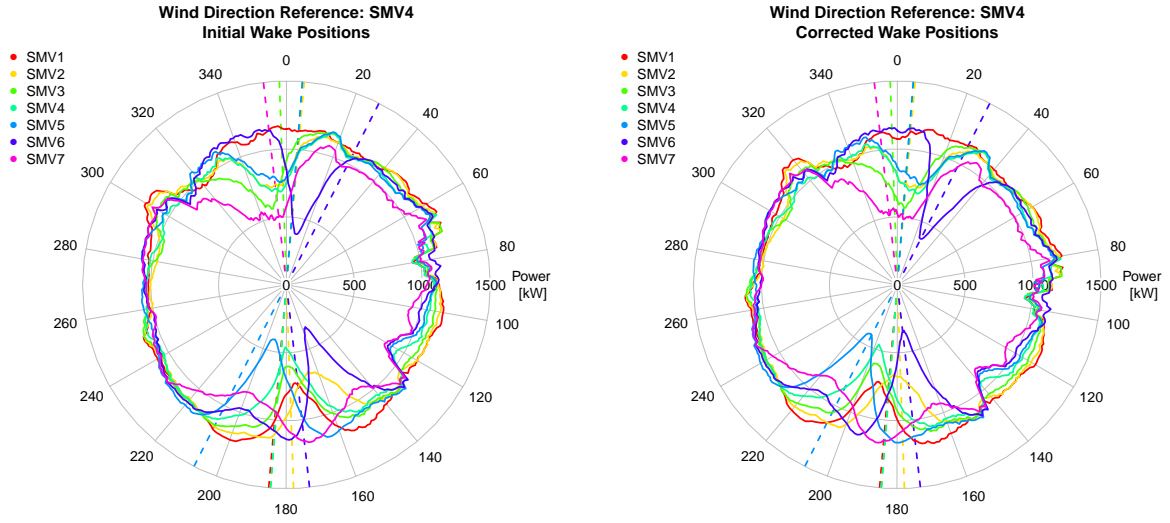 Wind Direction Reference: SMV4
Initial Wake Positions
SMV1
SMV2
SMV3
SMV4
SMV5
SMV6
SMV7
0
20
40
60
80
100
120
140
160
180
200
220
240
260
280
300
320
340
0
500
1000
1500
Power
[kW]
Wind Direction Reference: SMV4
Corrected Wake Positions
SMV1
SMV2
SMV3
SMV4
SMV5
SMV6
SMV7
0
20
40
60
80
100
120
140
160
180
200
220
240
260
280
300
320
340
0
500
1000
1500
Power
[kW]